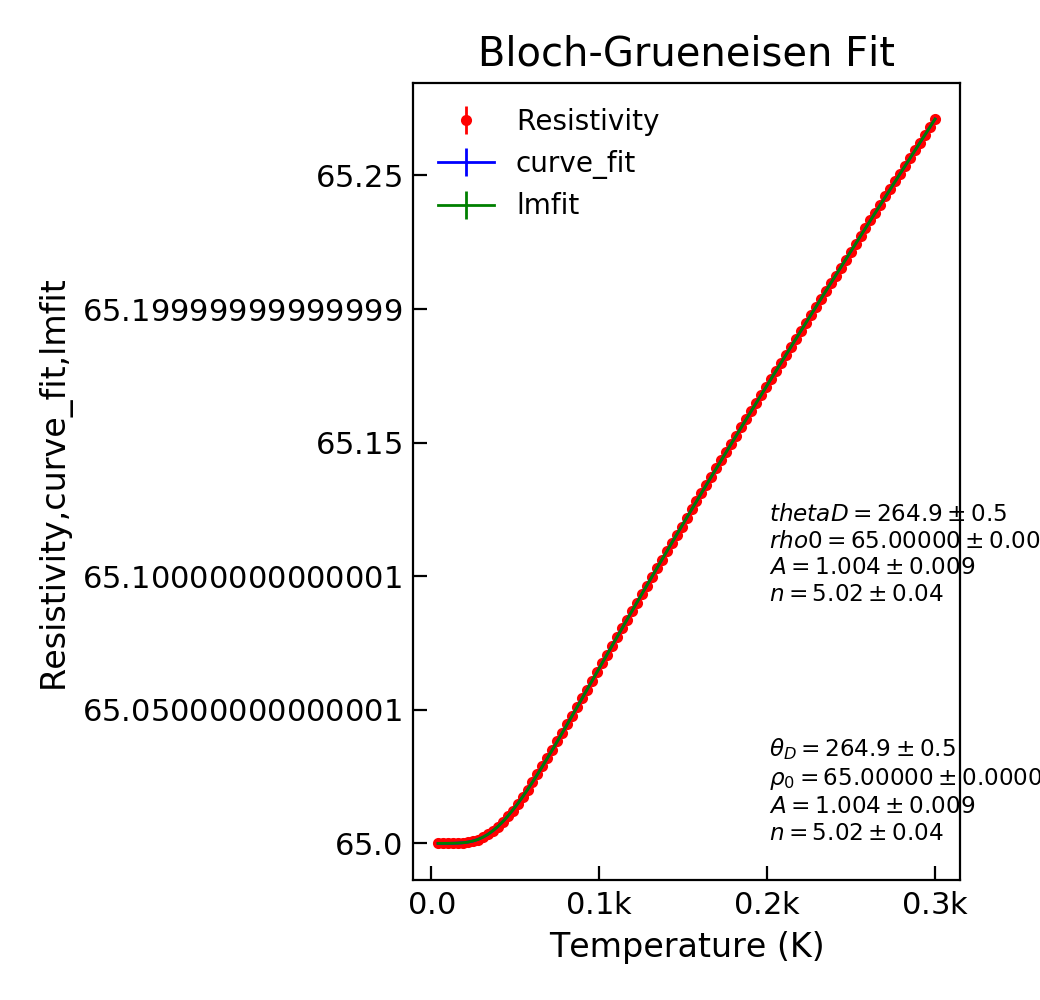 Bloch-Grueneisen Fit
Resistivity
curve_fit
lmfit
65.25
65.19999999999999
65.15
65.10000000000001
65.05000000000001
65.0
Resistivity,curve_fit,lmfit
thetaD = 264.9 ± 0.5
rho0 = 65.00000 ± 0.00
A = 1.004 ± 0.009
n = 5.02 ± 0.04
θ_D = 264.9 ± 0.5
ρ_0 = 65.00000 ± 0.0000
A = 1.004 ± 0.009
n = 5.02 ± 0.04
0.0 0.1k 0.2k 0.3k
Temperature (K)